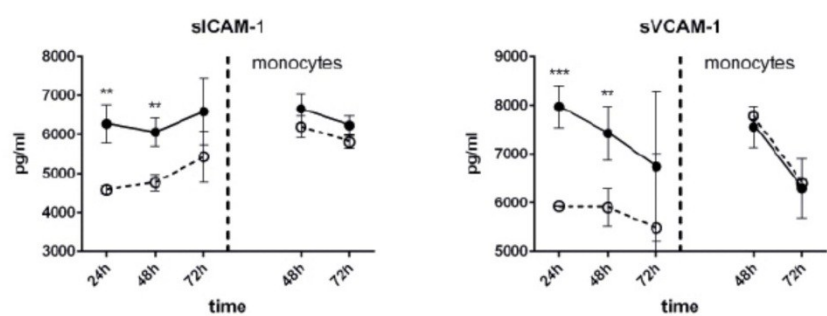 sICAM-1
8000
7000
6000
5000
4000
3000
pg/ml
**
**
monocytes
24h
48h
72h
48h
72h
time
sVCAM-1
9000
8000
7000
6000
5000
pg/ml
***
**
monocytes
24h
48h
72h
48h
72h
time